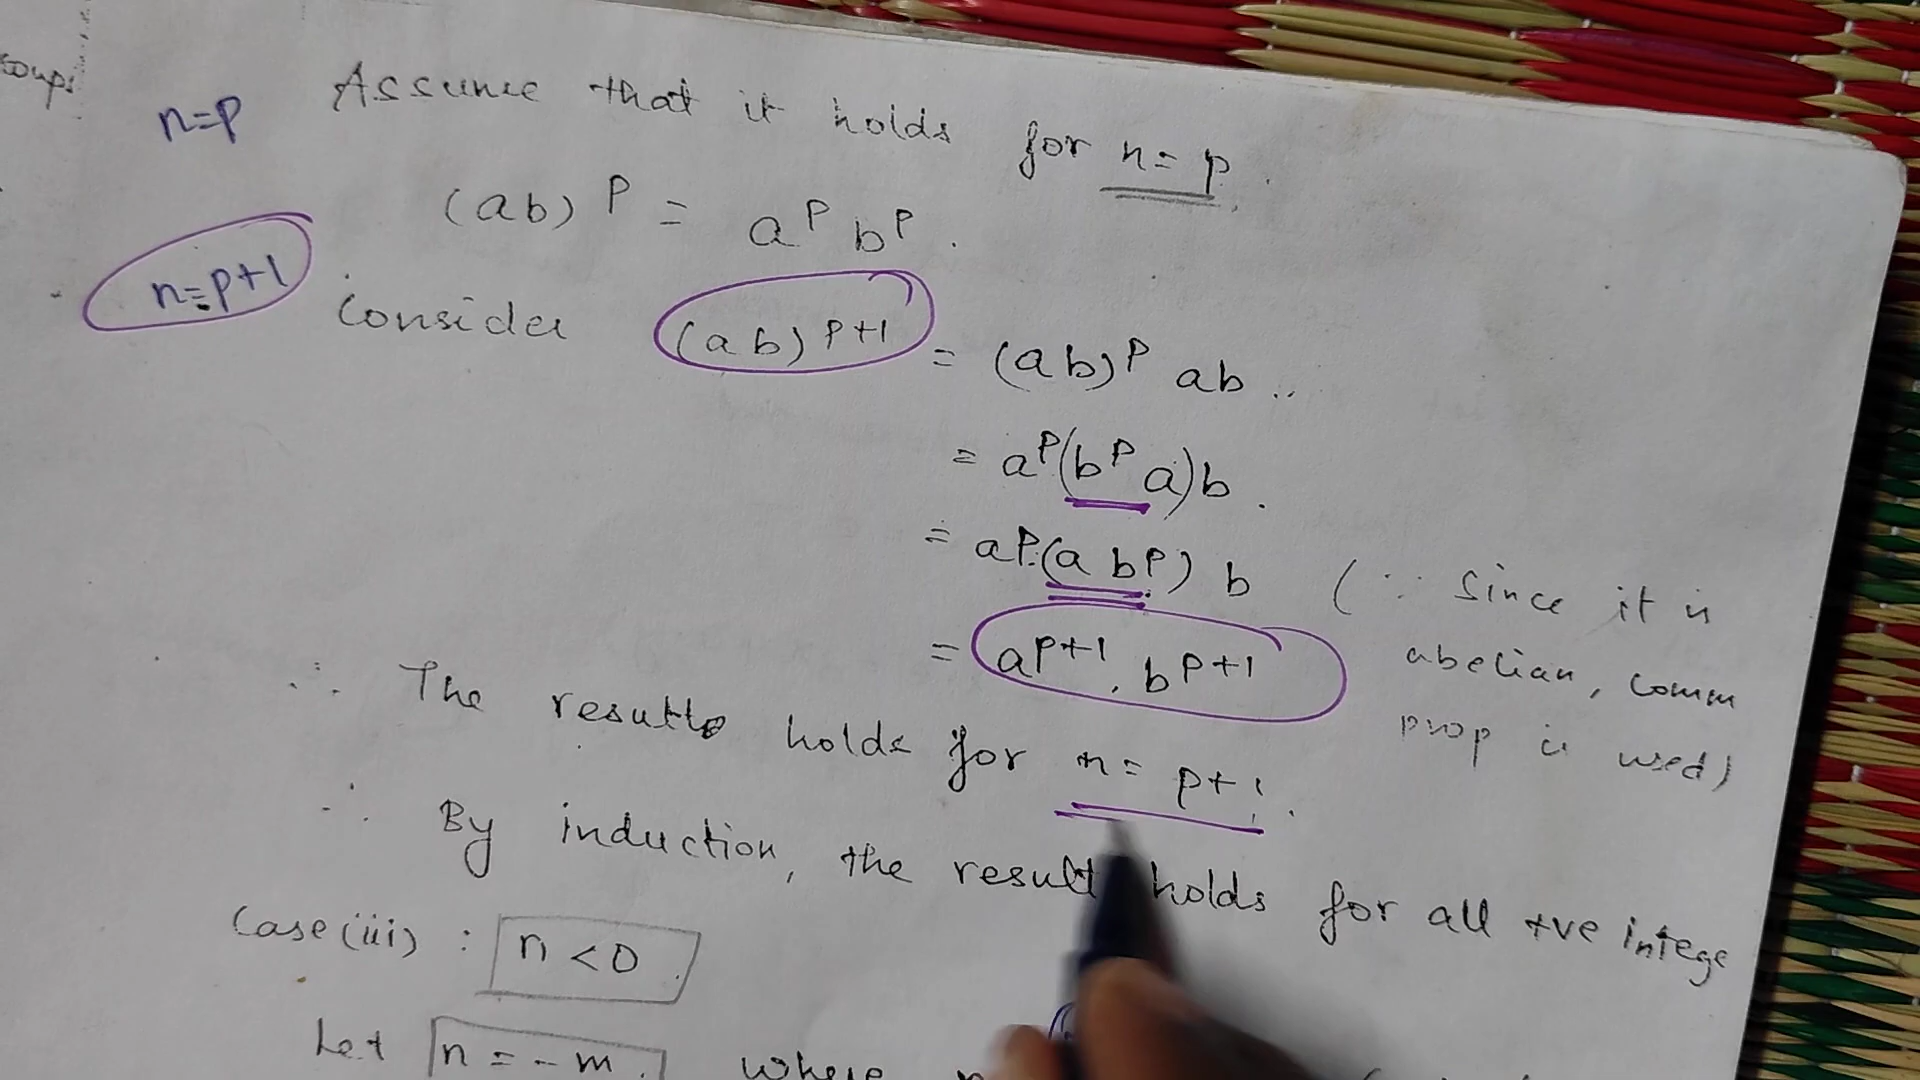 n=p Assume that it holds for n=p.
(ab)^p = a^p b^p.
n=p+1 Consider (ab)^{p+1} = (ab)^p ab..
= a^p(b^p a)b.
= a^p.(a b^p) b (∵ since it is
= a^{p+1}. b^{p+1} abelian, comm
prop is used)
∴ The results holds for n = p+1.
∴ By induction, the result holds for all +ve intege
Case (iii) : n < 0.
Let n = -m. where